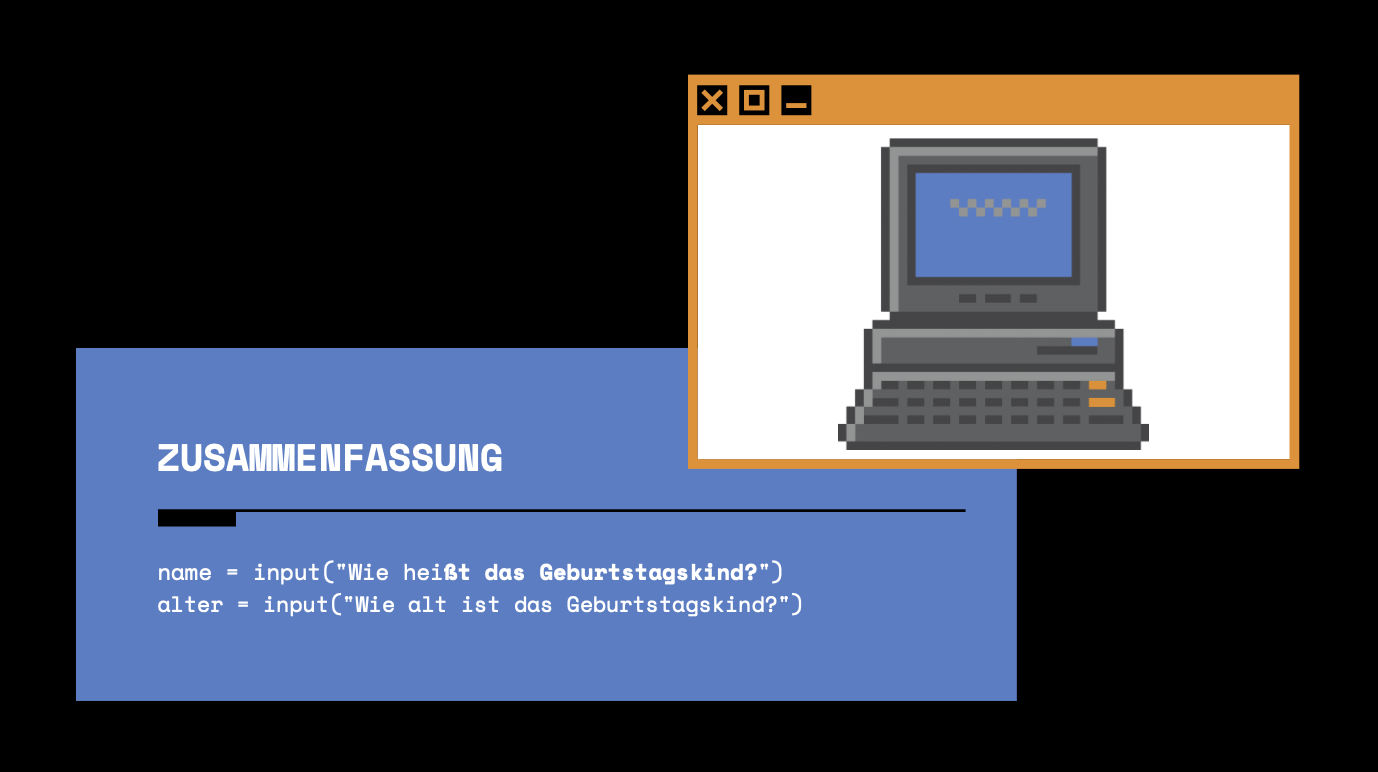 ZUSAMMENFASSUNG
name = input("Wie heißt das Geburtstagskind?")
alter = input("Wie alt ist das Geburtstagskind?")